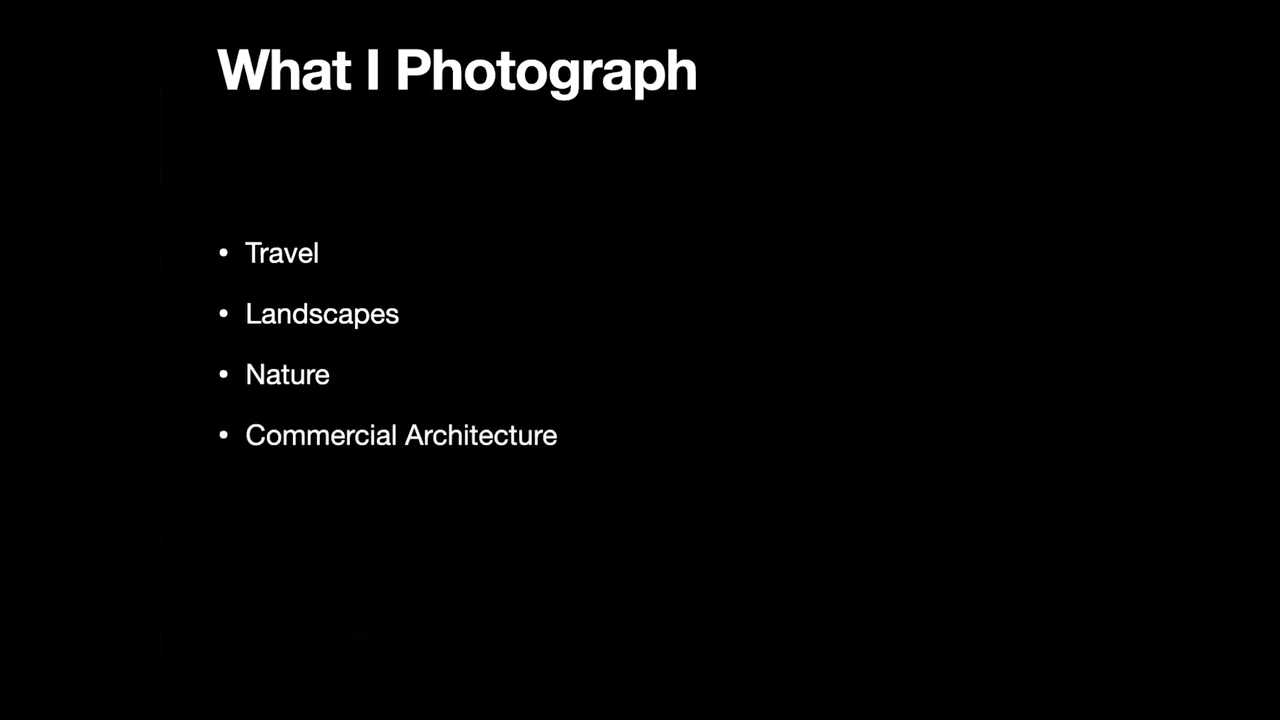 What I Photograph
• Travel
• Landscapes
• Nature
• Commercial Architecture